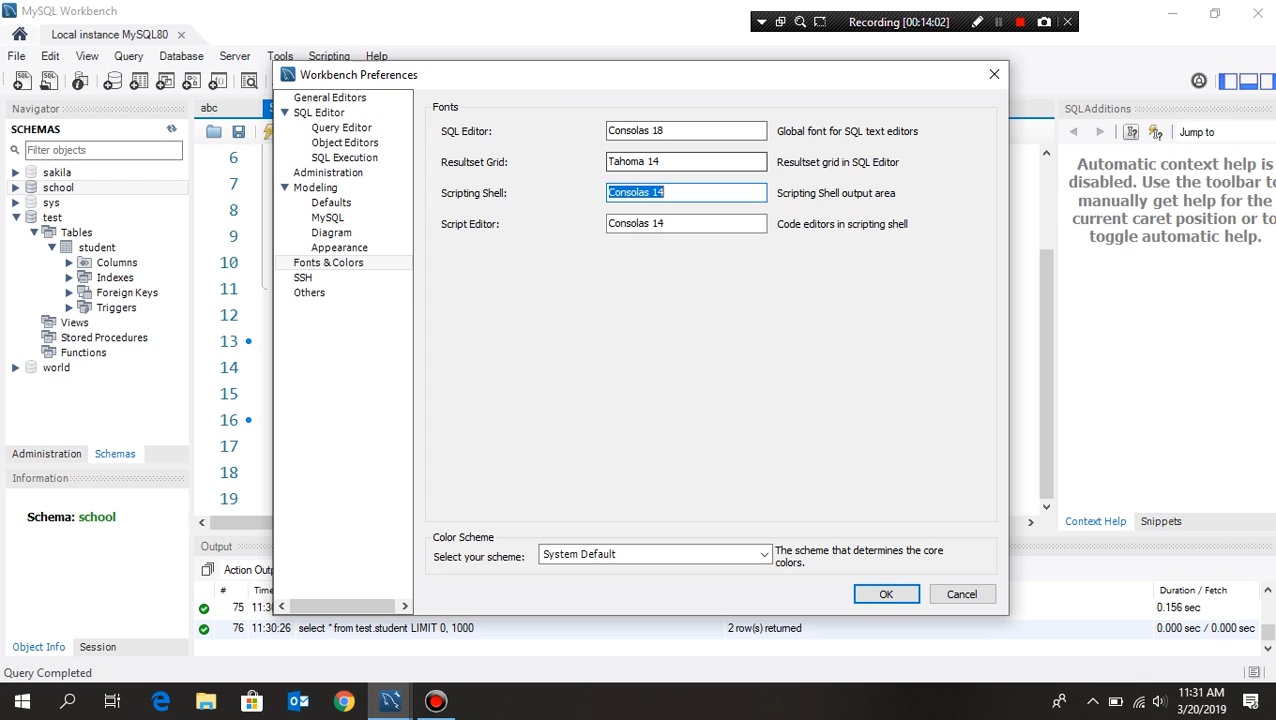 MySQL Workbench
Recording [00:14:02]
Local instance MySQL80
File Edit View Query Database Server Tools Scripting Help
Navigator
SCHEMAS
Filter objects
sakila
school
sys
test
Tables
student
Columns
Indexes
Foreign Keys
Triggers
Views
Stored Procedures
Functions
world
Administration Schemas
Information
Schema: school
Object Info Session
Query Completed
abc
6
7
8
9
10
11
12
13
14
15
16
17
18
19
Workbench Preferences
General Editors
SQL Editor
Query Editor
Object Editors
SQL Execution
Administration
Modeling
Defaults
MySQL
Diagram
Appearance
Fonts & Colors
SSH
Others
Fonts
SQL Editor: Consolas 18 Global font for SQL text editors
Resultset Grid: Tahoma 14 Resultset grid in SQL Editor
Scripting Shell: Consolas 14 Scripting Shell output area
Script Editor: Consolas 14 Code editors in scripting shell
Color Scheme
Select your scheme: System Default The scheme that determines the core
colors.
OK Cancel
SQLAdditions
Jump to
Automatic context help is
disabled. Use the toolbar to
manually get help for the
current caret position or to
toggle automatic help.
Context Help Snippets
Output
Action Outp
# Time Duration / Fetch
75 11:30 0.156 sec
76 11:30:26 select * from test.student LIMIT 0, 1000 2 row(s) returned 0.000 sec / 0.000 sec
11:31 AM
3/20/2019